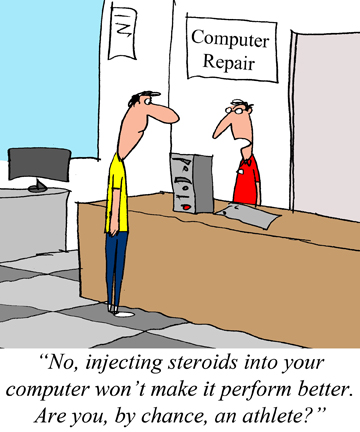 Computer
Repair
“No, injecting steroids into your
computer won’t make it perform better.
Are you, by chance, an athlete?”